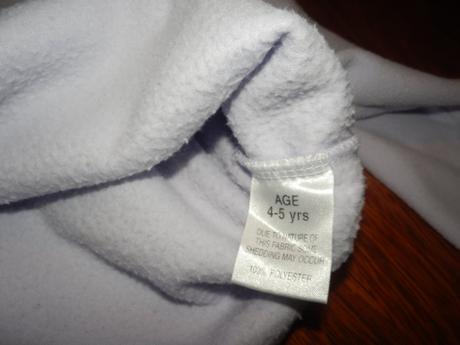 AGE
4-5 yrs
DUE TO NATURE OF
THIS FABRIC SOME
SHEDDING MAY OCCUR
100% POLYESTER